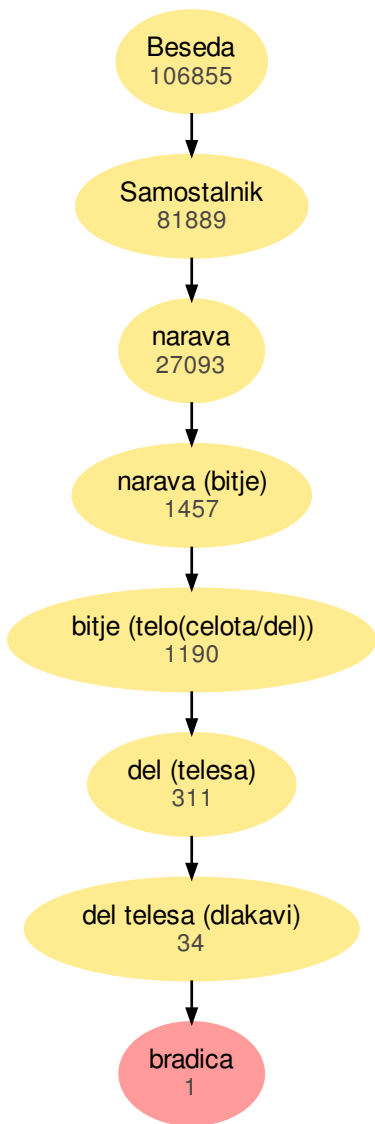 Beseda
106855
Samostalnik
81889
narava
27093
narava (bitje)
1457
bitje (telo(celota/del))
1190
del (telesa)
311
del telesa (dlakavi)
34
bradica
1